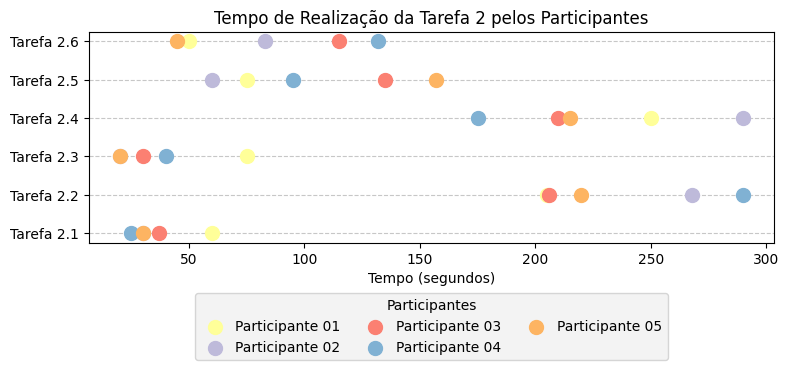 Tempo de Realização da Tarefa 2 pelos Participantes
Tarefa 2.6
Tarefa 2.5
Tarefa 2.4
Tarefa 2.3
Tarefa 2.2
Tarefa 2.1
50 100 150 200 250 300
Tempo (segundos)
Participantes
Participante 01 Participante 03 Participante 05
Participante 02 Participante 04